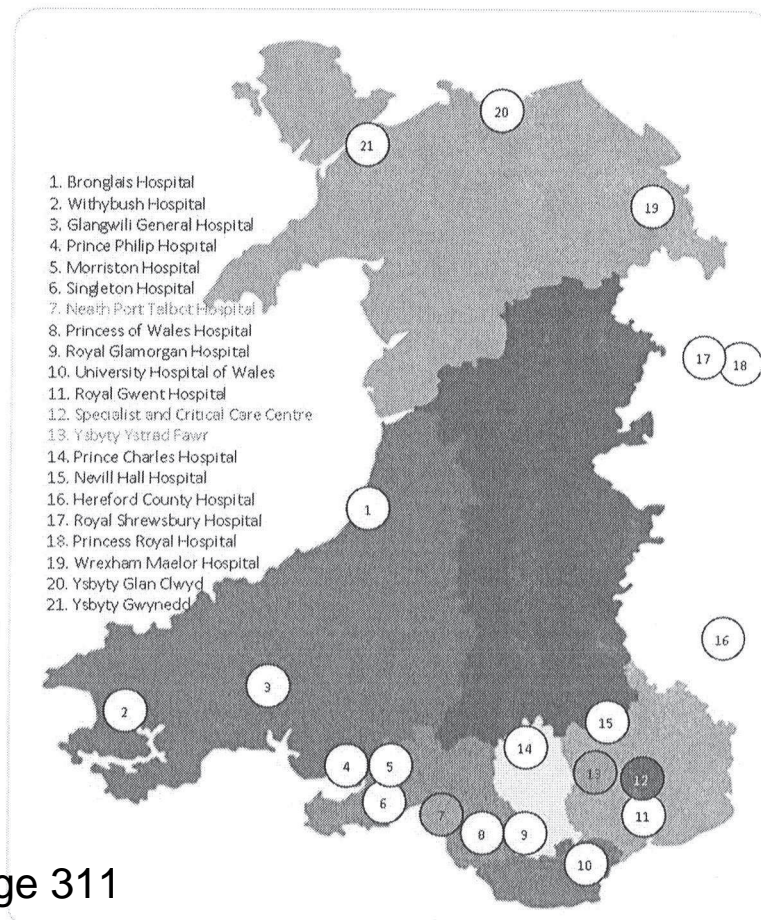 1. Bronglais Hospital
2. Withybush Hospital
3. Glangwili General Hospital
4. Prince Philip Hospital
5. Morriston Hospital
6. Singleton Hospital
7. Neath Port Talbot Hospital
8. Princess of Wales Hospital
9. Royal Glamorgan Hospital
10. University Hospital of Wales
11. Royal Gwent Hospital
12. Specialist and Critical Care Centre
13. Ysbyty Ystrad Fawr
14. Prince Charles Hospital
15. Nevill Hall Hospital
16. Hereford County Hospital
17. Royal Shrewsbury Hospital
18. Princess Royal Hospital
19. Wrexham Maelor Hospital
20. Ysbyty Glan Clwyd
21. Ysbyty Gwynedd
20
21
19
17
18
1
16
3
2
15
14
4
5
13
12
6
7
11
8
9
10
ge 311